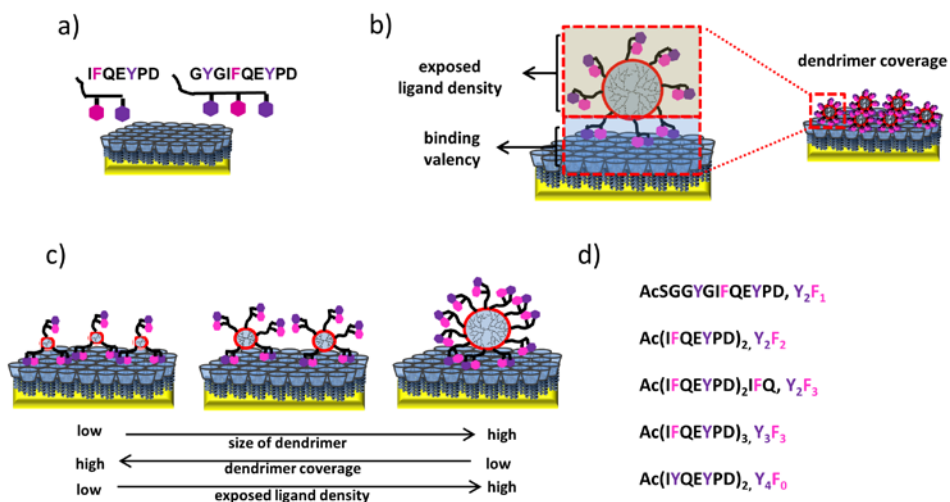 a)
IFQEYPD GYGIFQEYPD
b)
exposed
ligand density
binding
valency
dendrimer coverage
c)
low size of dendrimer high
high dendrimer coverage low
low exposed ligand density high
d)
AcSGGYGIFQEYPD, Y₂F₁
Ac(IFQEYPD)₂, Y₂F₂
Ac(IFQEYPD)₂IFQ, Y₂F₃
Ac(IFQEYPD)₃, Y₃F₃
Ac(IYQEYPD)₂, Y₄F₀